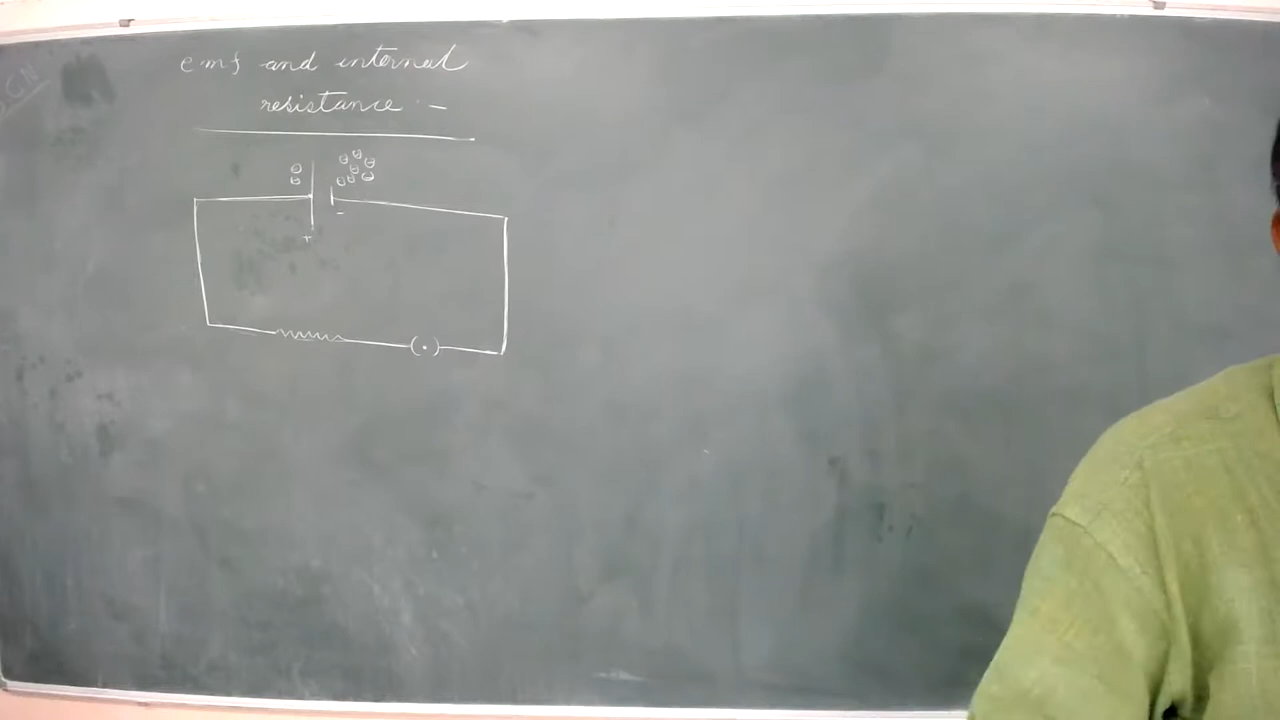 emf and internal
resistance :-
+ -